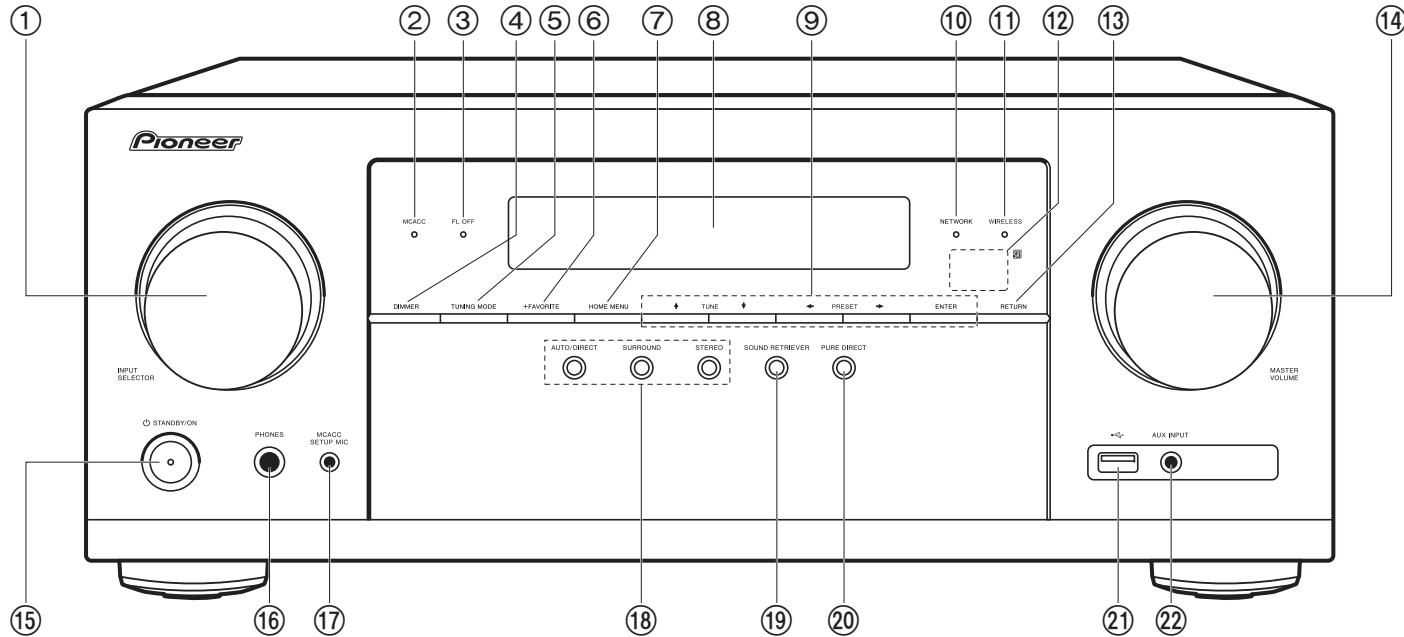 ① ② ③ ④ ⑤ ⑥ ⑦ ⑧ ⑨ ⑩ ⑪ ⑫ ⑬ ⑭
Pioneer
MCACC FL OFF NETWORK WIRELESS
DIMMER TUNING MODE +FAVORITE HOME MENU TUNE PRESET ENTER RETURN
AUTO/DIRECT SURROUND STEREO SOUND RETRIEVER PURE DIRECT
INPUT
SELECTOR
MASTER
VOLUME
STANDBY/ON
PHONES
MCACC
SETUP MIC
AUX INPUT
⑮ ⑯ ⑰ ⑱ ⑲ ⑳ ㉑ ㉒